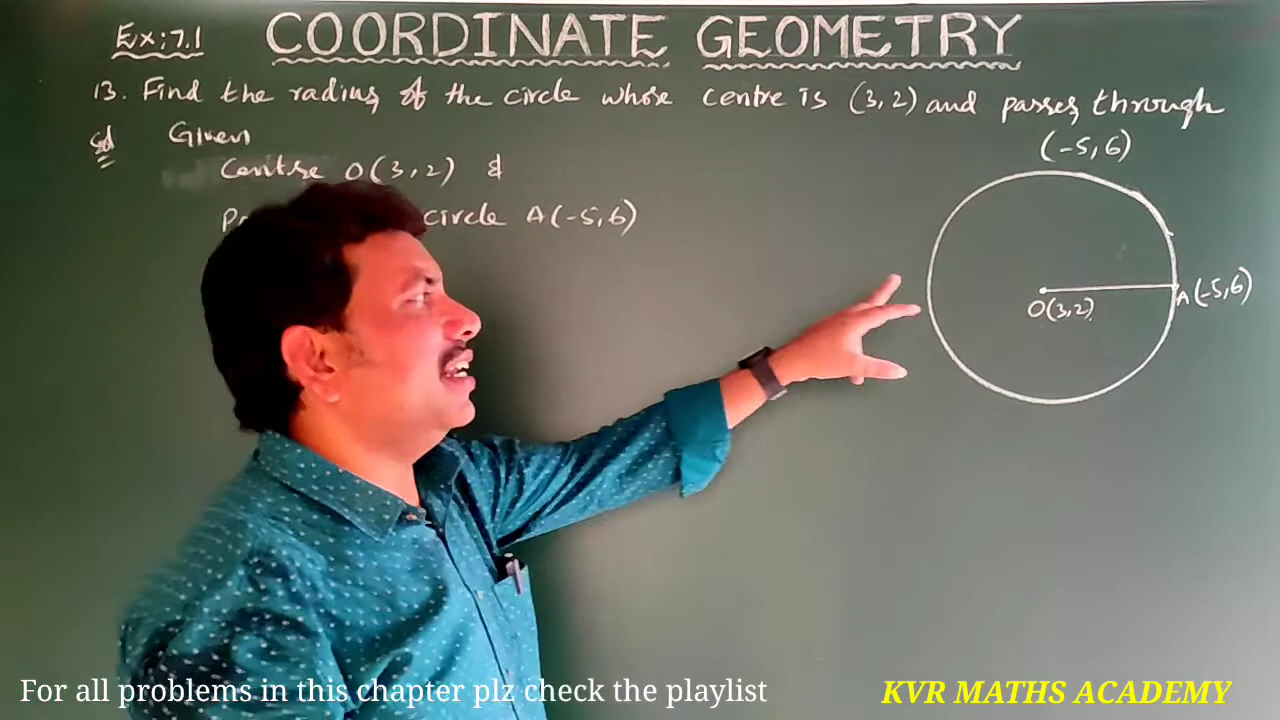 Ex:7.1 COORDINATE GEOMETRY
13. Find the radius of the circle whose centre is (3,2) and passes through
(-5,6)
Sol Given
Centre O(3,2) &
circle A(-5,6)
O(3,2)
A(-5,6)
For all problems in this chapter plz check the playlist
KVR MATHS ACADEMY